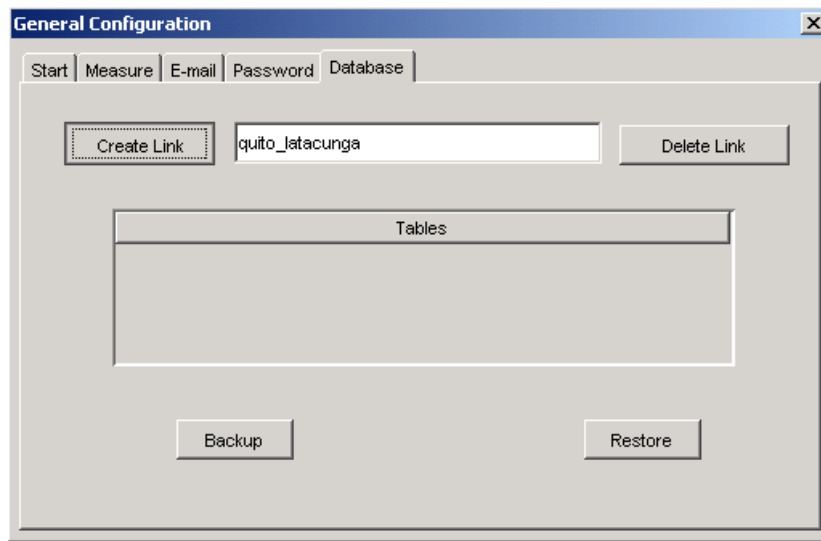 General Configuration
Start Measure E-mail Password Database
Create Link quito_latacunga Delete Link
Tables
Backup Restore